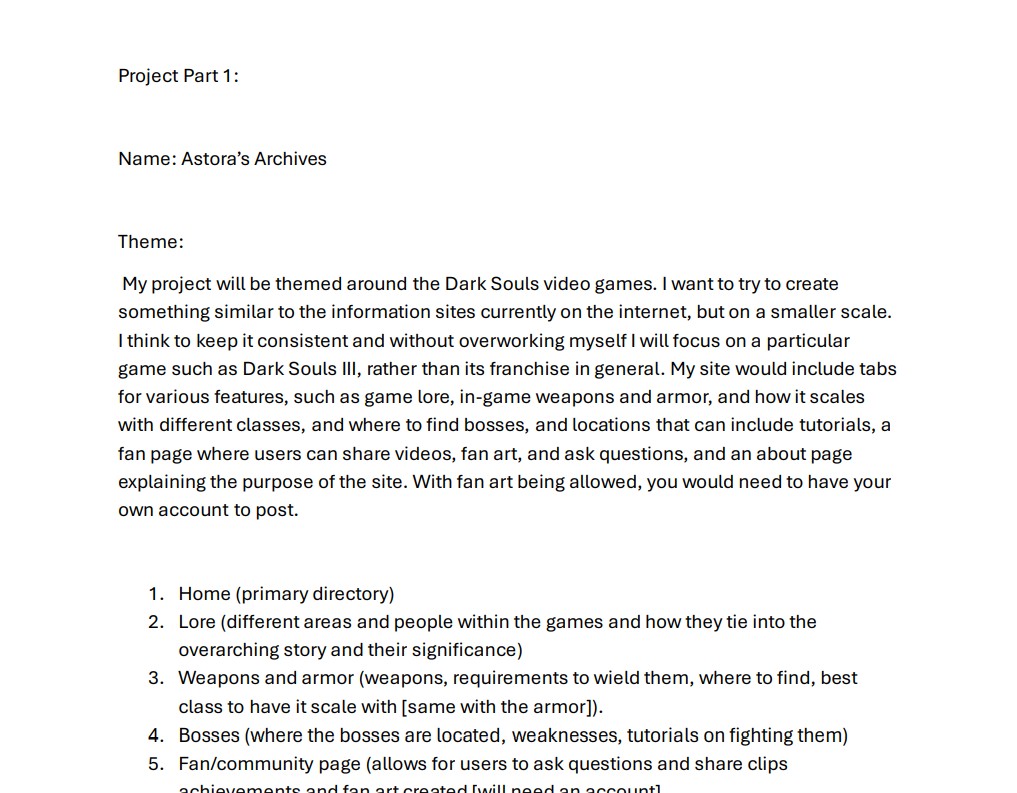 Project Part 1:
Name: Astora’s Archives
Theme:
My project will be themed around the Dark Souls video games. I want to try to create
something similar to the information sites currently on the internet, but on a smaller scale.
I think to keep it consistent and without overworking myself I will focus on a particular
game such as Dark Souls III, rather than its franchise in general. My site would include tabs
for various features, such as game lore, in-game weapons and armor, and how it scales
with different classes, and where to find bosses, and locations that can include tutorials, a
fan page where users can share videos, fan art, and ask questions, and an about page
explaining the purpose of the site. With fan art being allowed, you would need to have your
own account to post.
1. Home (primary directory)
2. Lore (different areas and people within the games and how they tie into the
overarching story and their significance)
3. Weapons and armor (weapons, requirements to wield them, where to find, best
class to have it scale with [same with the armor]).
4. Bosses (where the bosses are located, weaknesses, tutorials on fighting them)
5. Fan/community page (allows for users to ask questions and share clips
achievements and fan art created [will need an account]